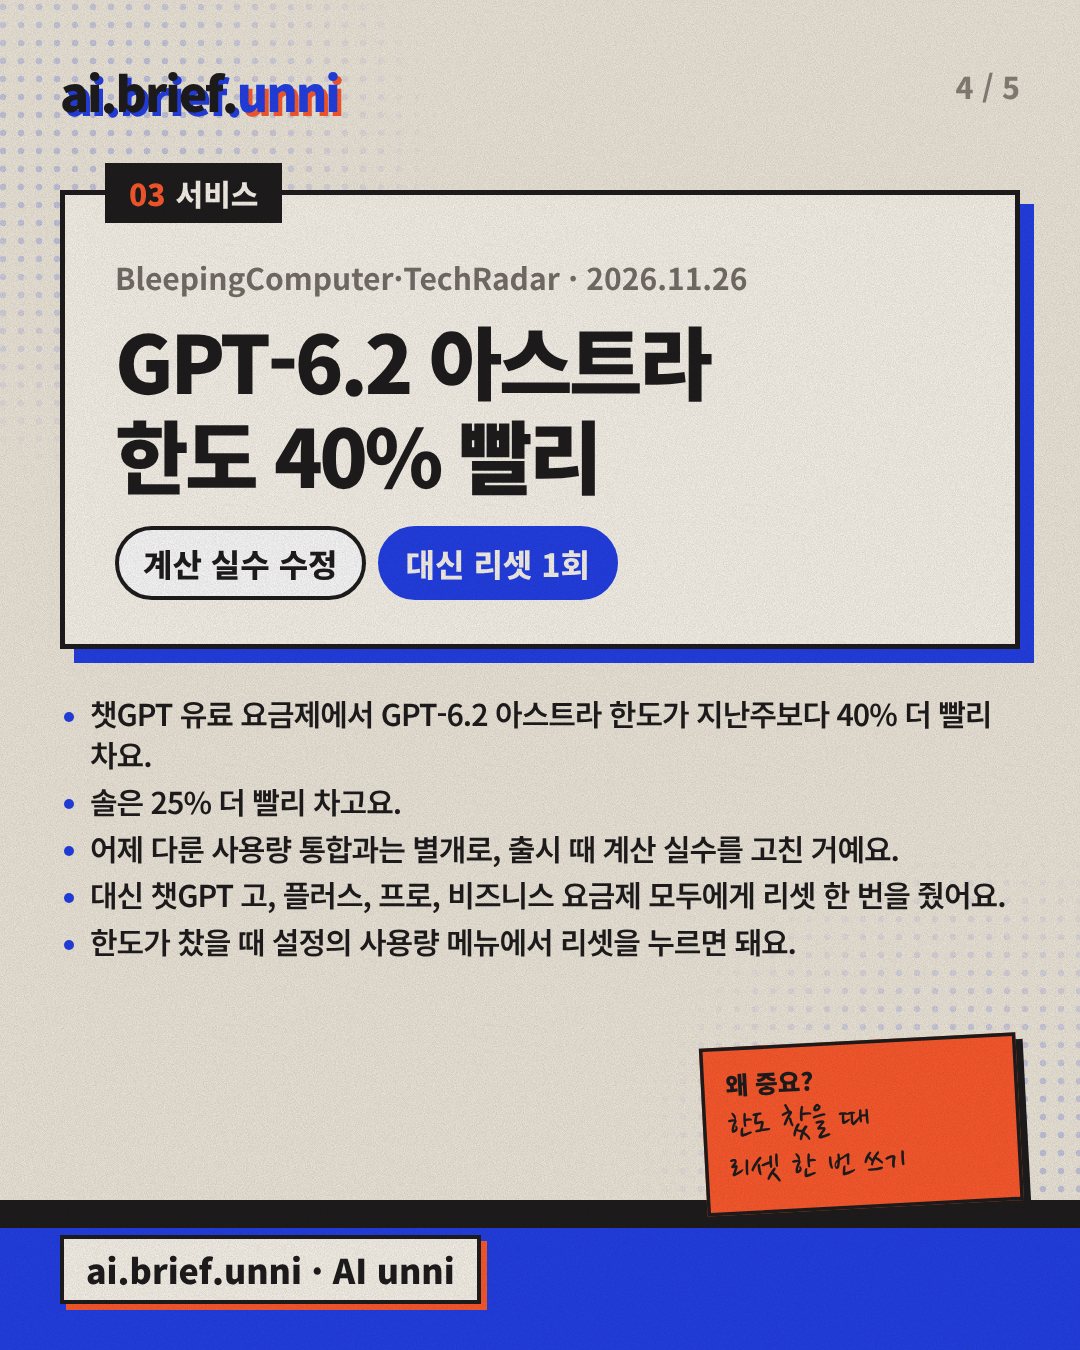 ai.brief.unni
4 / 5
03 서비스
BleepingComputer·TechRadar · 2026.11.26
GPT-6.2 아스트라
한도 40% 빨리
계산 실수 수정
대신 리셋 1회
챗GPT 유료 요금제에서 GPT-6.2 아스트라 한도가 지난주보다 40% 더 빨리
차요.
솔은 25% 더 빨리 차고요.
어제 다룬 사용량 통합과는 별개로, 출시 때 계산 실수를 고친 거예요.
대신 챗GPT 고, 플러스, 프로, 비즈니스 요금제 모두에게 리셋 한 번을 줬어요.
한도가 찼을 때 설정의 사용량 메뉴에서 리셋을 누르면 돼요.
왜 중요?
한도 찼을 때
리셋 한 번 쓰기
ai.brief.unni · AI unni